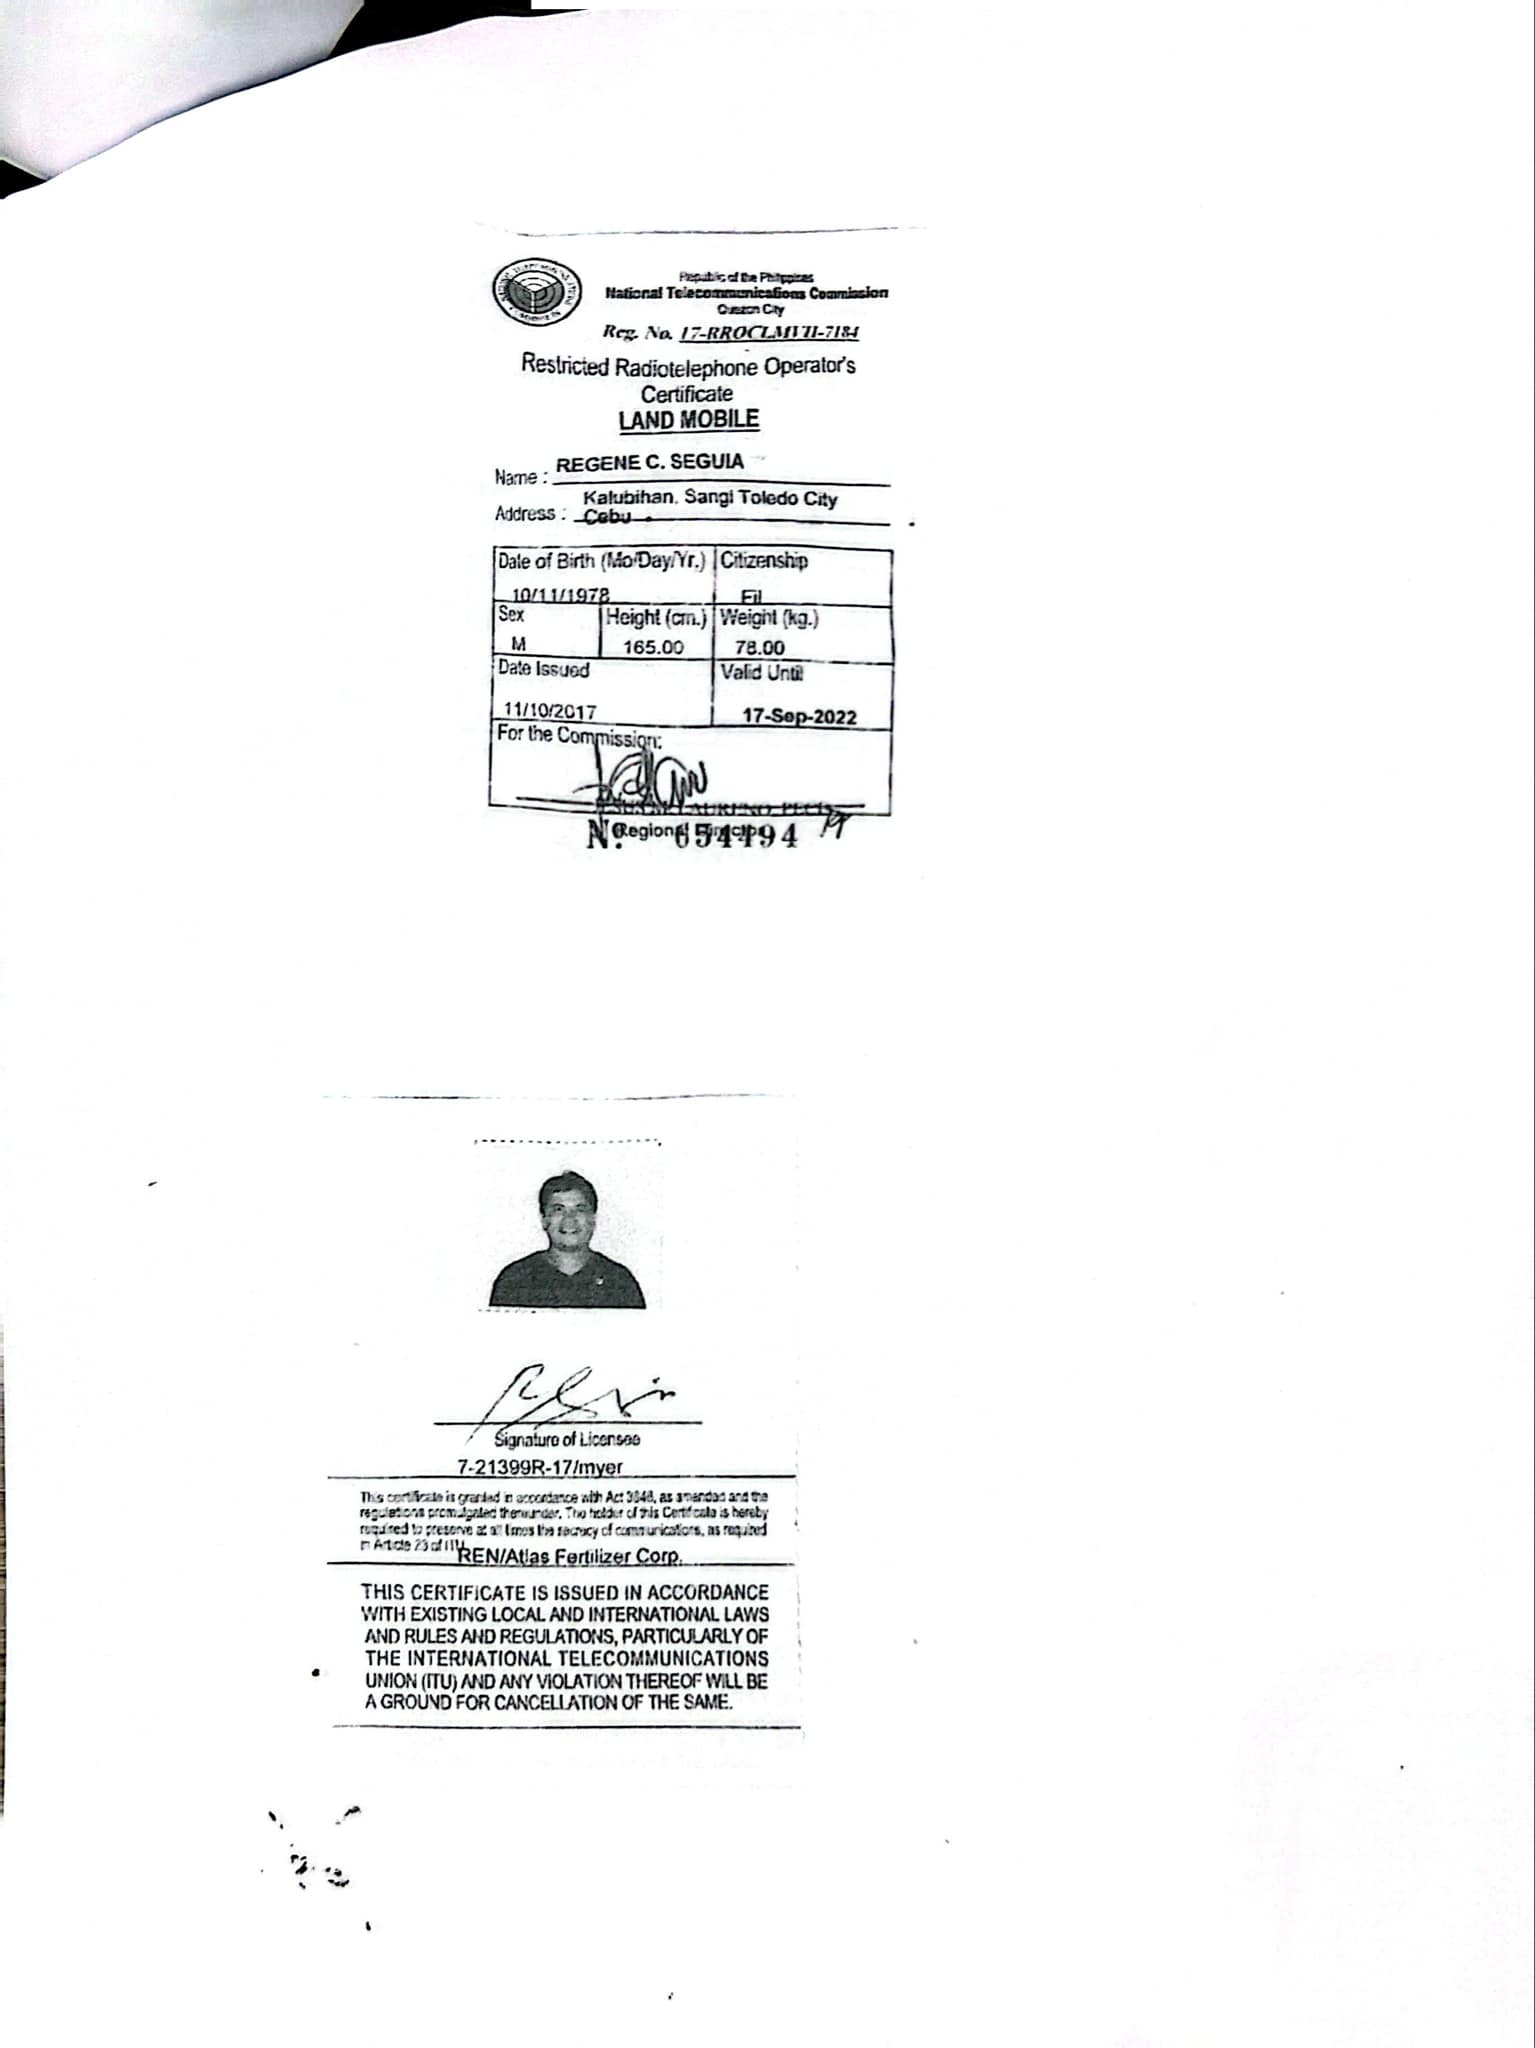 Republic of the Philippines
National Telecommunications Commission
Quezon City
Reg. No. 17-RROCLMVII-7184
Restricted Radiotelephone Operator's
Certificate
LAND MOBILE
Name : REGENE C. SEGUIA
Kalubihan, Sangi Toledo City
Address : Cebu
Date of Birth (Mo/Day/Yr.) Citizenship
10/11/1978 Fil
Sex Height (cm.) Weight (kg.)
M 165.00 78.00
Date Issued Valid Until
11/10/2017 17-Sep-2022
For the Commission:
Regional Director
No. 654494
Signature of Licensee
7-21399R-17/myer
This certificate is granted in accordance with Act 3846, as amended and the
regulations promulgated thereunder. The holder of this Certificate is hereby
required to preserve at all times the secrecy of communications, as required
in Article 23 of ITU.
REN/Atlas Fertilizer Corp.
THIS CERTIFICATE IS ISSUED IN ACCORDANCE
WITH EXISTING LOCAL AND INTERNATIONAL LAWS
AND RULES AND REGULATIONS, PARTICULARLY OF
THE INTERNATIONAL TELECOMMUNICATIONS
UNION (ITU) AND ANY VIOLATION THEREOF WILL BE
A GROUND FOR CANCELLATION OF THE SAME.